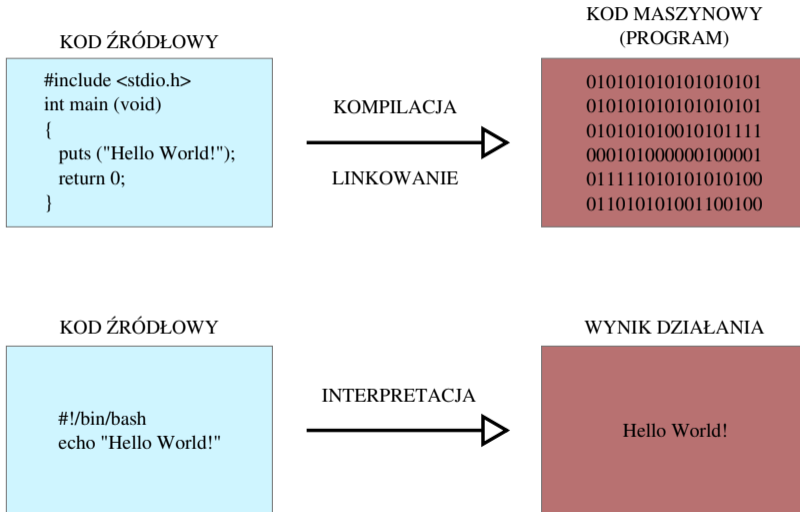 KOD ŹRÓDŁOWY
#include <stdio.h>
int main (void)
{
puts ("Hello World!");
return 0;
}
KOMPILACJA
LINKOWANIE
KOD MASZYNOWY
(PROGRAM)
010101010101010101
010101010101010101
010101010010101111
000101000000100001
011111010101010100
011010101001100100
KOD ŹRÓDŁOWY
#!/bin/bash
echo "Hello World!"
INTERPRETACJA
WYNIK DZIAŁANIA
Hello World!